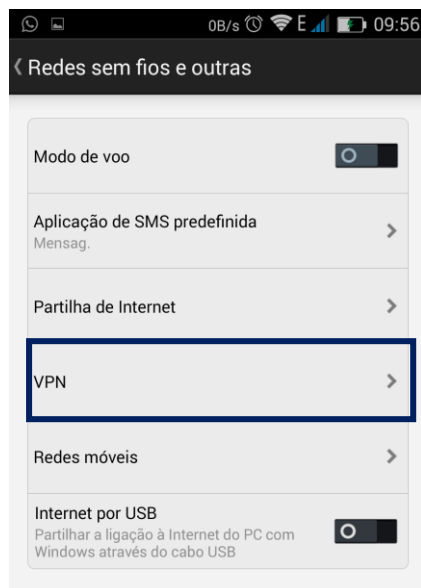 0B/s E 09:56
Redes sem fios e outras
Modo de voo
Aplicação de SMS predefinida
Mensag.
Partilha de Internet
VPN
Redes móveis
Internet por USB
Partilhar a ligação à Internet do PC com
Windows através do cabo USB